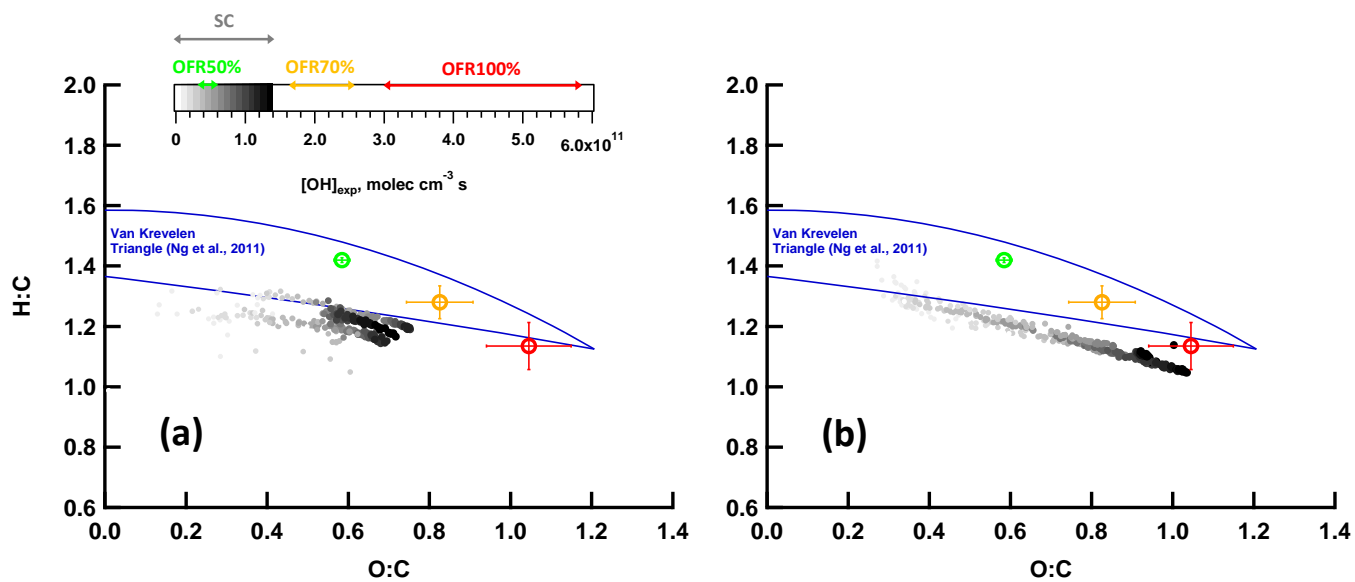 SC
OFR50% OFR70% OFR100%
0 1.0 2.0 3.0 4.0 5.0 6.0x10^11
[OH]exp, molec cm^-3 s
2.0
1.8
1.6
1.4
1.2
1.0
0.8
0.6
H:C
Van Krevelen
Triangle (Ng et al., 2011)
(a)
0.0 0.2 0.4 0.6 0.8 1.0 1.2 1.4
O:C
2.0
1.8
1.6
1.4
1.2
1.0
0.8
0.6
Van Krevelen
Triangle (Ng et al., 2011)
(b)
0.0 0.2 0.4 0.6 0.8 1.0 1.2 1.4
O:C